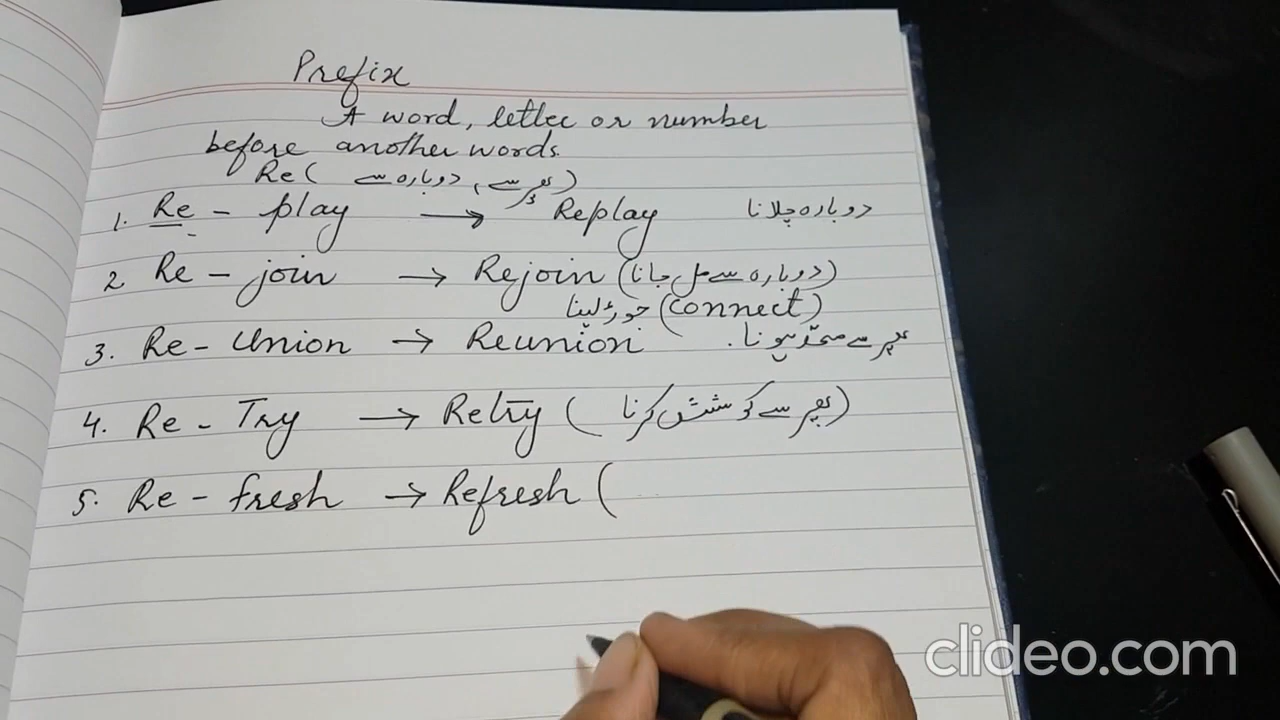 Prefix
A word, letter or number
before another words.
Re ( پھر سے، دوبارہ سے )
1. Re - play → Replay دوبارہ چلانا
2 Re - join → Rejoin (دوبارہ سے مل جانا)
جوڑ لینا (connect)
3. Re - Union → Reunion پھر سے متحد ہونا.
4. Re - Try → Retry ( پھر سے کوشش کرنا )
5. Re - fresh → Refresh (
clideo.com